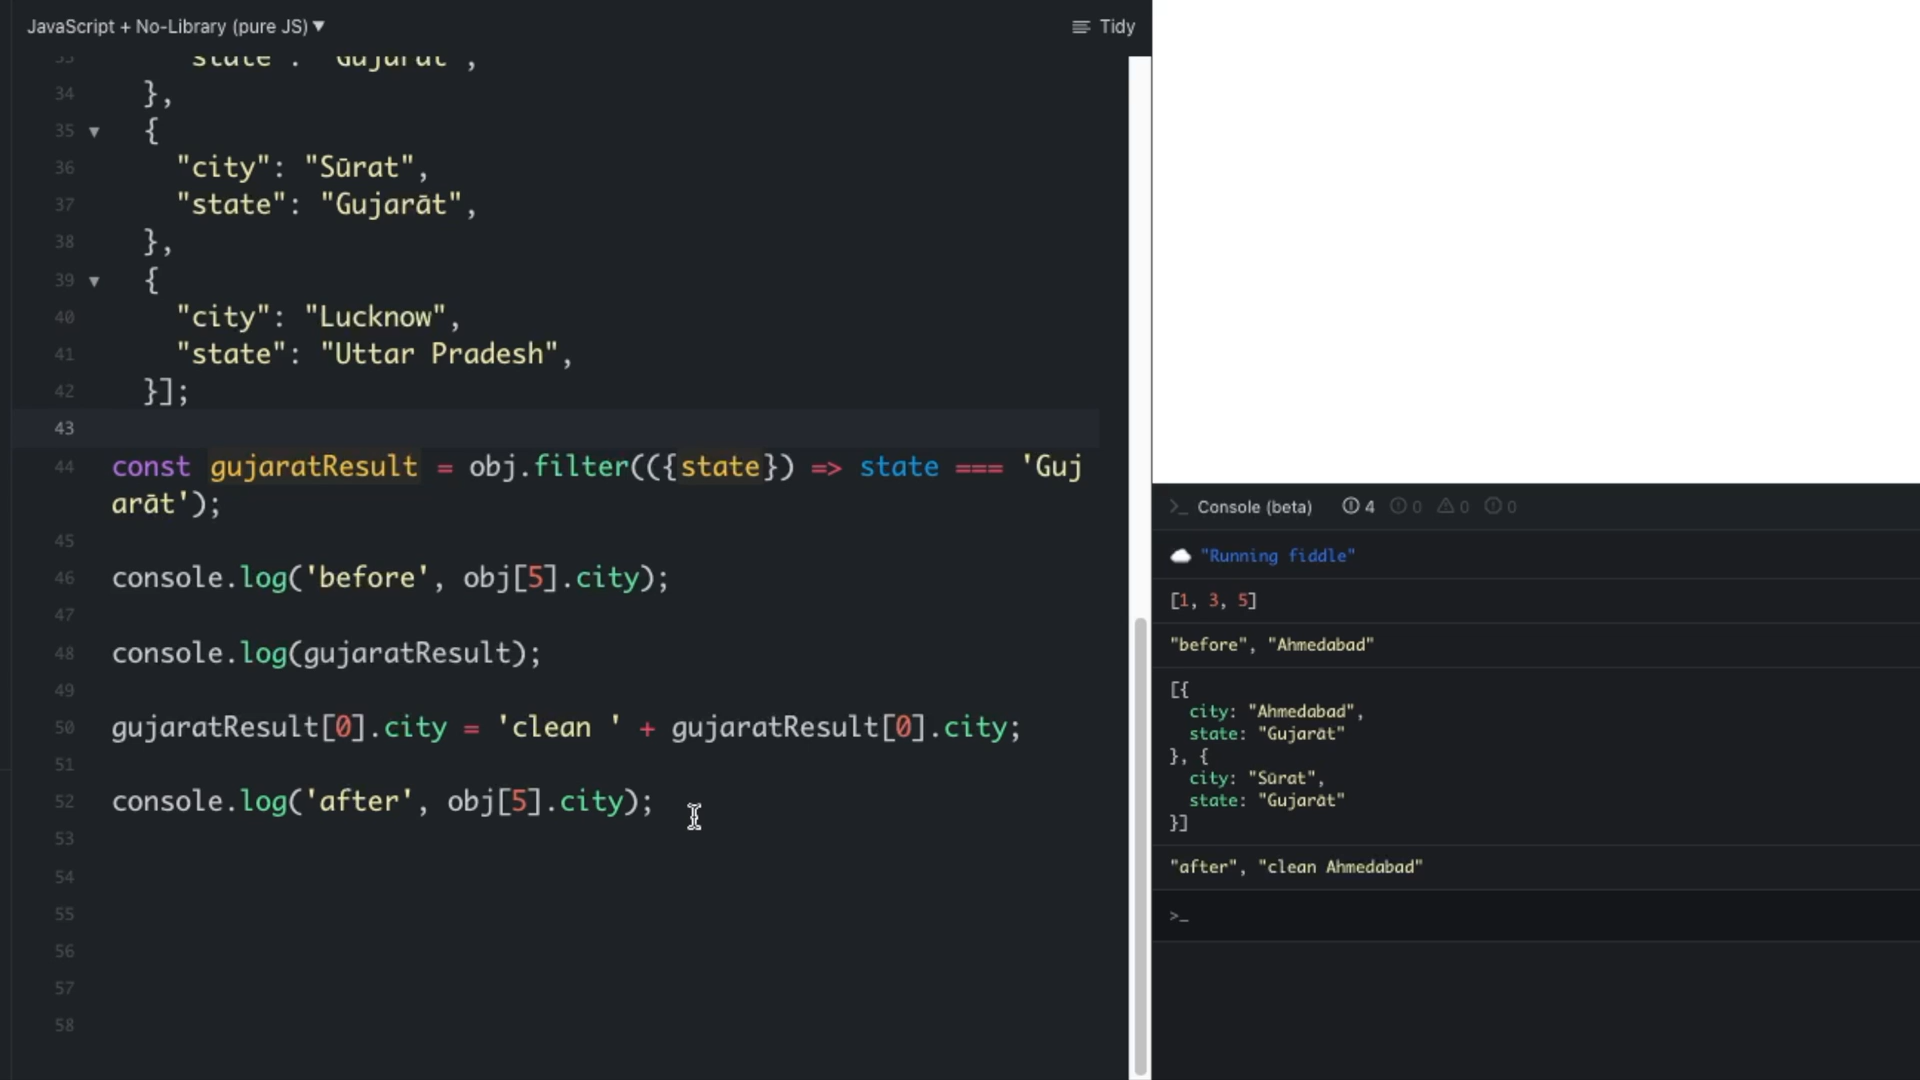 JavaScript + No-Library (pure JS) ▼
Tidy
33 "state": "Gujarāt",
34 },
35 ▼ {
36 "city": "Sūrat",
37 "state": "Gujarāt",
38 },
39 ▼ {
40 "city": "Lucknow",
41 "state": "Uttar Pradesh",
42 }];
43
44 const gujaratResult = obj.filter(({state}) => state === 'Guj
arāt');
45
46 console.log('before', obj[5].city);
47
48 console.log(gujaratResult);
49
50 gujaratResult[0].city = 'clean ' + gujaratResult[0].city;
51
52 console.log('after', obj[5].city);
53
54
55
56
57
58
>_ Console (beta) 4 0 0 0
"Running fiddle"
[1, 3, 5]
"before", "Ahmedabad"
[{
city: "Ahmedabad",
state: "Gujarāt"
}, {
city: "Sūrat",
state: "Gujarāt"
}]
"after", "clean Ahmedabad"
>_